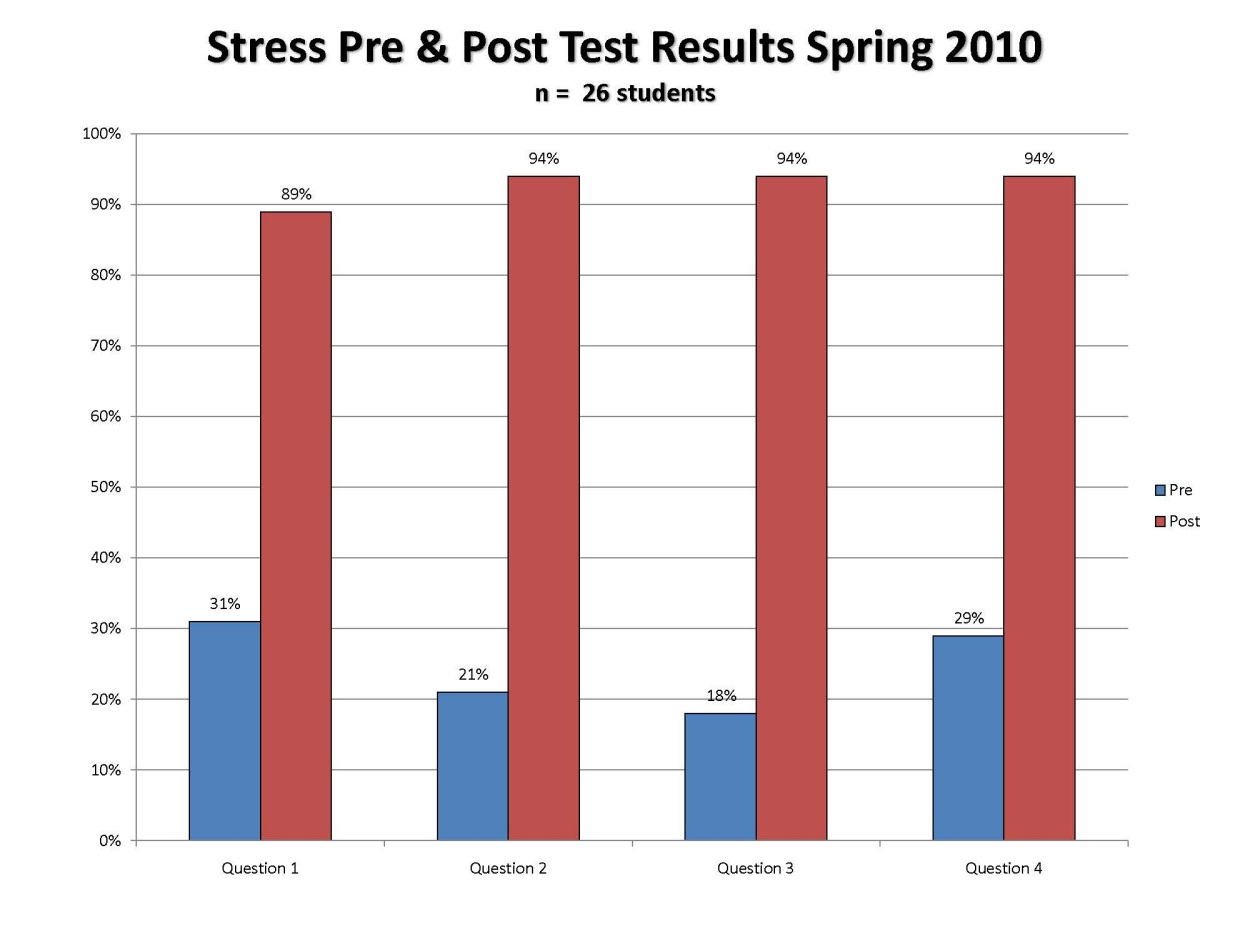 Stress Pre & Post Test Results Spring 2010
n =  26 students
100%
90%
80%
70%
60%
50%
40%
30%
20%
10%
0%
31%
89%
21%
94%
18%
94%
29%
94%
Question 1
Question 2
Question 3
Question 4
Pre
Post